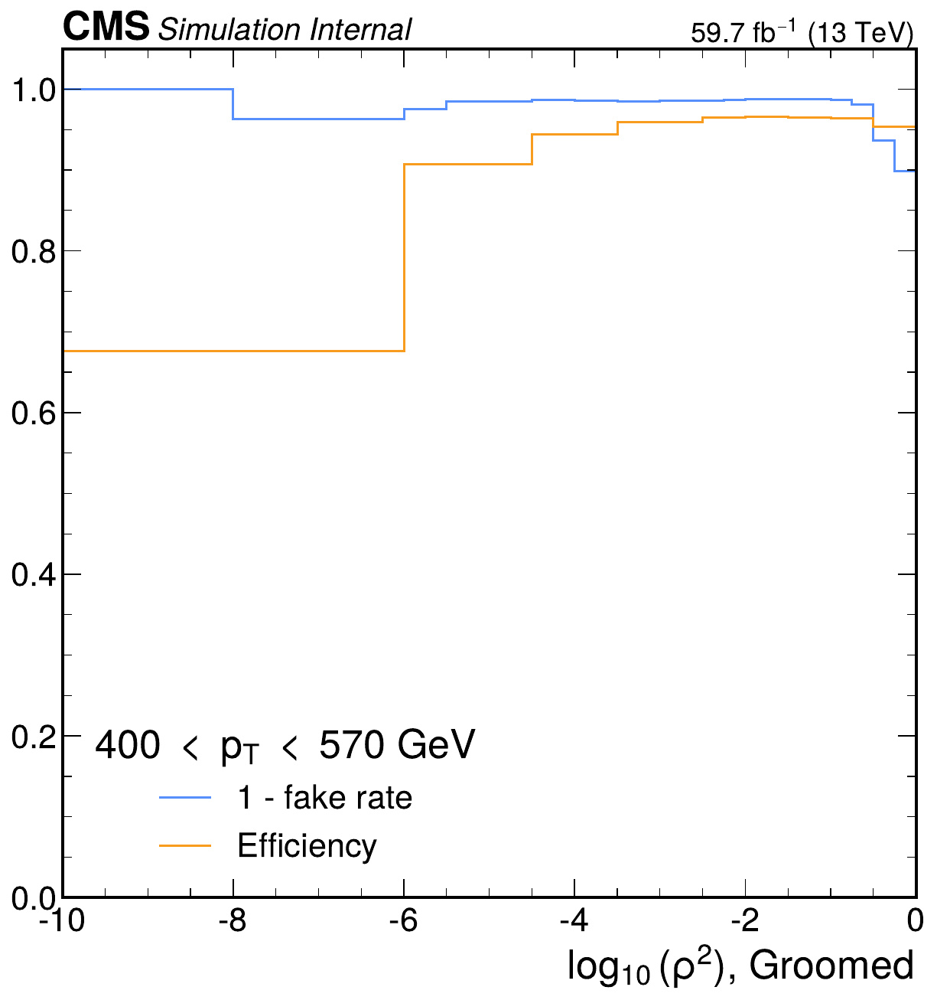 CMS Simulation Internal
59.7 fb⁻¹ (13 TeV)
1.0
0.8
0.6
0.4
0.2
0.0
400 < p_T < 570 GeV
1 - fake rate
Efficiency
-10 -8 -6 -4 -2 0
log₁₀(ρ²), Groomed